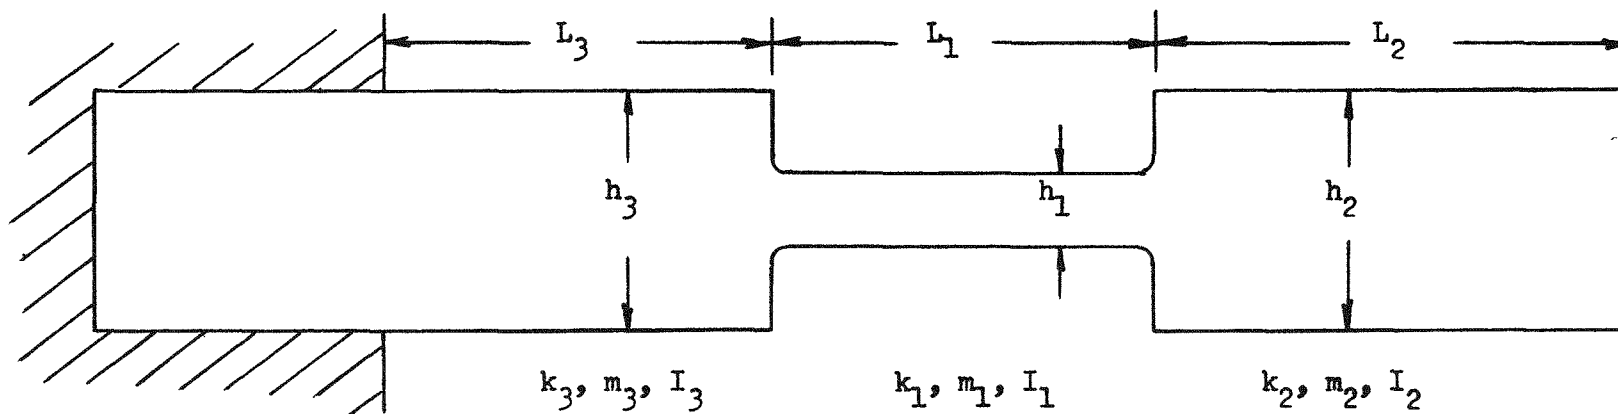 L₃ L₁ L₂
h₃ h₁ h₂
k₃, m₃, I₃ k₁, m₁, I₁ k₂, m₂, I₂